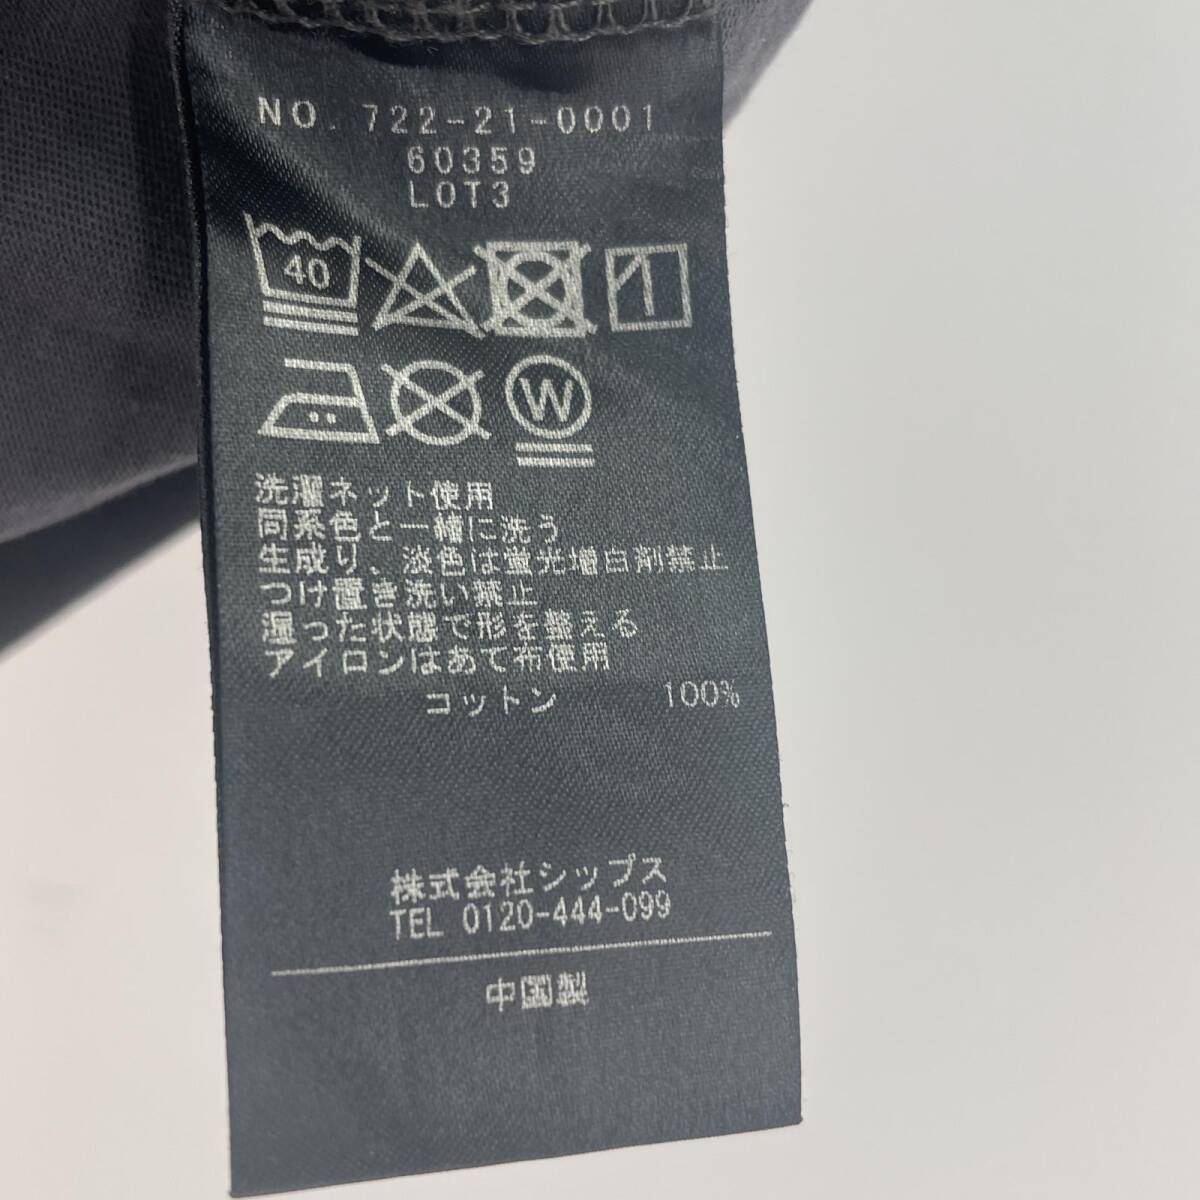 NO. 722-21-0001
60359
LOT3
40
W
洗濯ネット使用
同系色と一緒に洗う
生成り、淡色は蛍光増白剤禁止
つけ置き洗い禁止
湿った状態で形を整える
アイロンはあて布使用
コットン 100%
株式会社シップス
TEL 0120-444-099
中国製